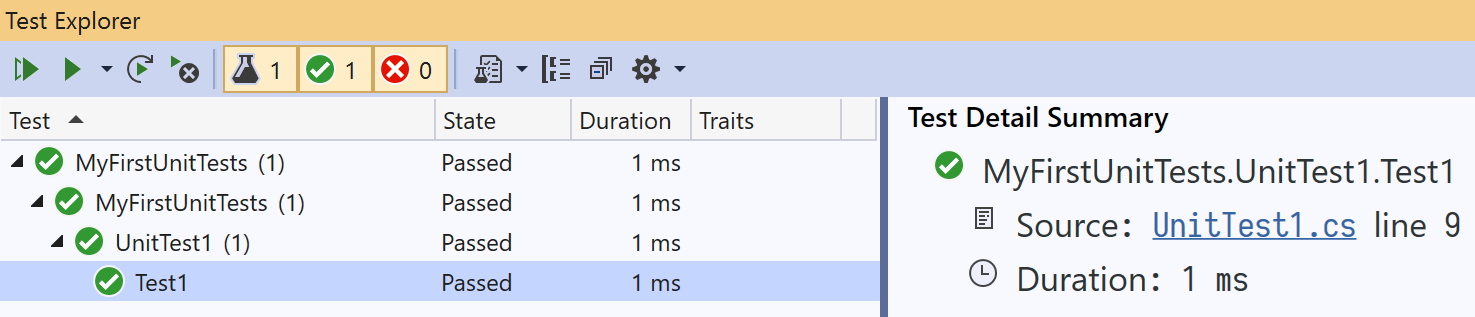 Test Explorer
1 1 0
Test State Duration Traits
MyFirstUnitTests (1) Passed 1 ms
MyFirstUnitTests (1) Passed 1 ms
UnitTest1 (1) Passed 1 ms
Test1 Passed 1 ms
Test Detail Summary
MyFirstUnitTests.UnitTest1.Test1
Source: UnitTest1.cs line 9
Duration: 1 ms